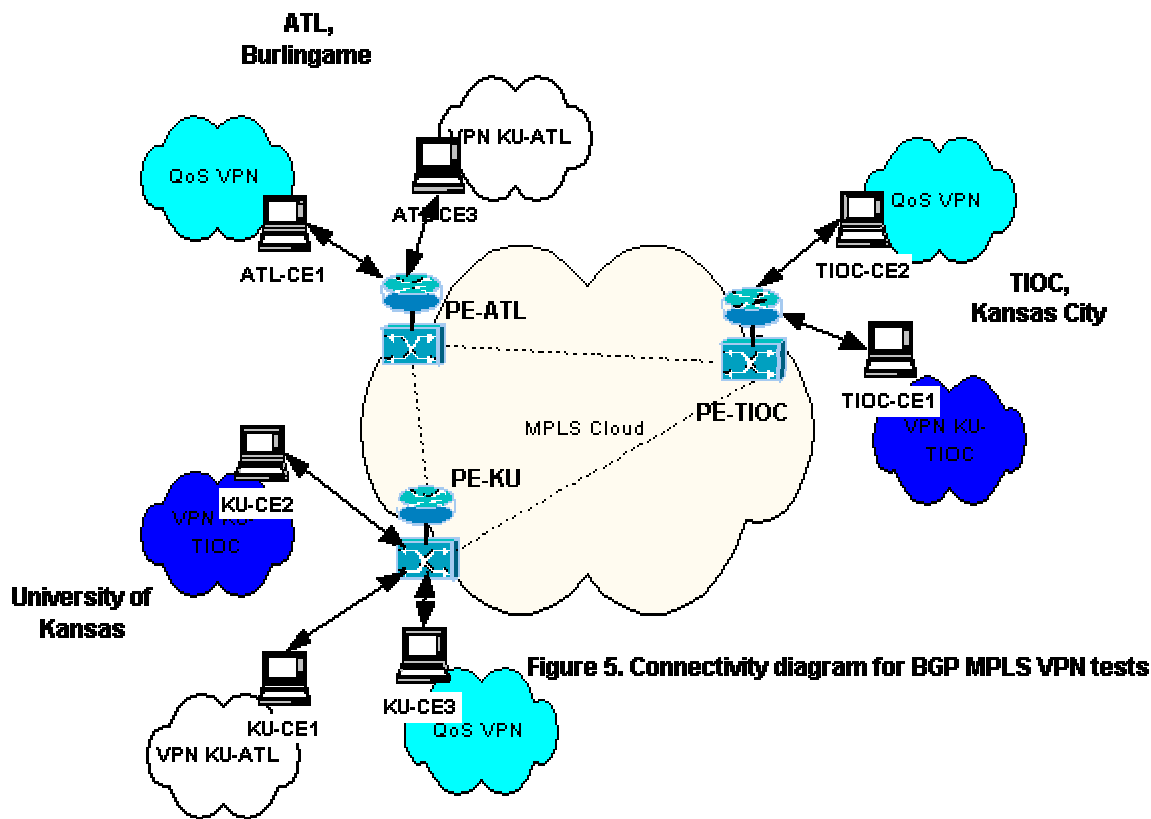 ATL,
Burlingame
VPN KU-ATL
QoS VPN
ATL-CE3
ATL-CE1
QoS VPN
TIOC-CE2
TIOC,
Kansas City
PE-ATL
TIOC-CE1
PE-TIOC
VPN KU-
TIOC
MPLS Cloud
PE-KU
KU-CE2
VPN KU-
TIOC
University of
Kansas
Figure 5. Connectivity diagram for BGP MPLS VPN tests
KU-CE3
KU-CE1
QoS VPN
VPN KU-ATL